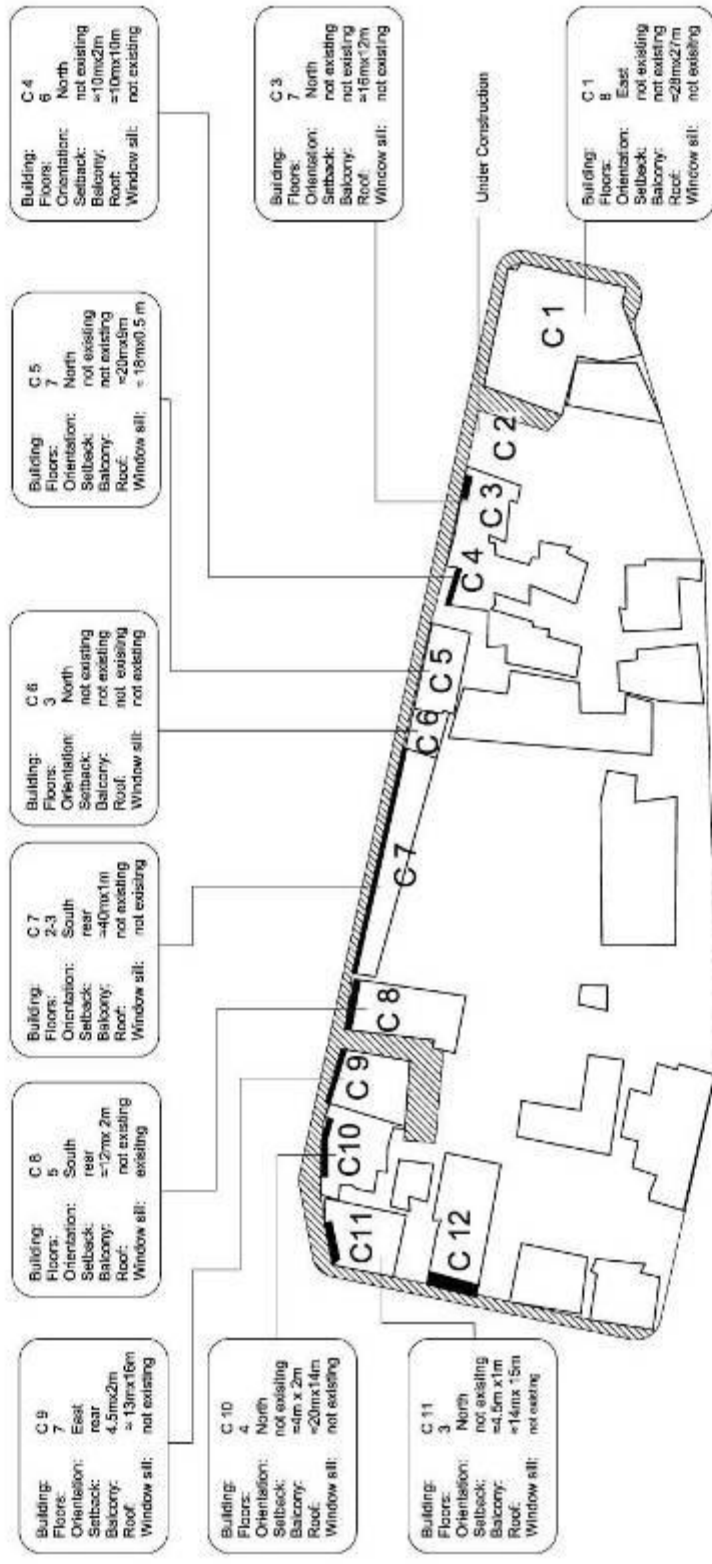 Building: C 9
Floors: 7
Orientation: East
Setback: rear
Balcony: 4.5mx2m
Roof: ≈ 13mx16m
Window sill: not existing
Building: C 8
Floors: 5
Orientation: South
Setback: rear
Balcony: ≈12mx 2m
Roof: not existing
Window sill: exisitng
Building: C 7
Floors: 2-3
Orientation: South
Setback: rear
Balcony: ≈40mx1m
Roof: not existing
Window sill: not existing
Building: C 6
Floors: 3
Orientation: North
Setback: not existing
Balcony: not existing
Roof: not exisitng
Window sill: not existing
Building: C 5
Floors: 7
Orientation: North
Setback: not existing
Balcony: not existing
Roof: ≈20mx9m
Window sill: ≈ 18mx0.5 m
Building: C 4
Floors: 6
Orientation: North
Setback: not existing
Balcony: ≈10mx2m
Roof: ≈10mx10m
Window sill: not existing
Building: C 10
Floors: 4
Orientation: North
Setback: not exisitng
Balcony: ≈4m x 2m
Roof: ≈20mx14m
Window sill: not existing
Building: C 3
Floors: 7
Orientation: North
Setback: not existing
Balcony: not existing
Roof: ≈16mx12m
Window sill: not existing
Building: C 11
Floors: 3
Orientation: North
Setback: not exisitng
Balcony: ≈4.5m x1m
Roof: ≈14mx 15m
Window sill: not existing
Under Construction
Building: C 1
Floors: 8
Orientation: East
Setback: not existing
Balcony: not existing
Roof: ≈28mx27m
Window sill: not exisitng
C11
C10
C 9
C 8
C 7
C 6
C 5
C 4
C 3
C 2
C 1
C 12